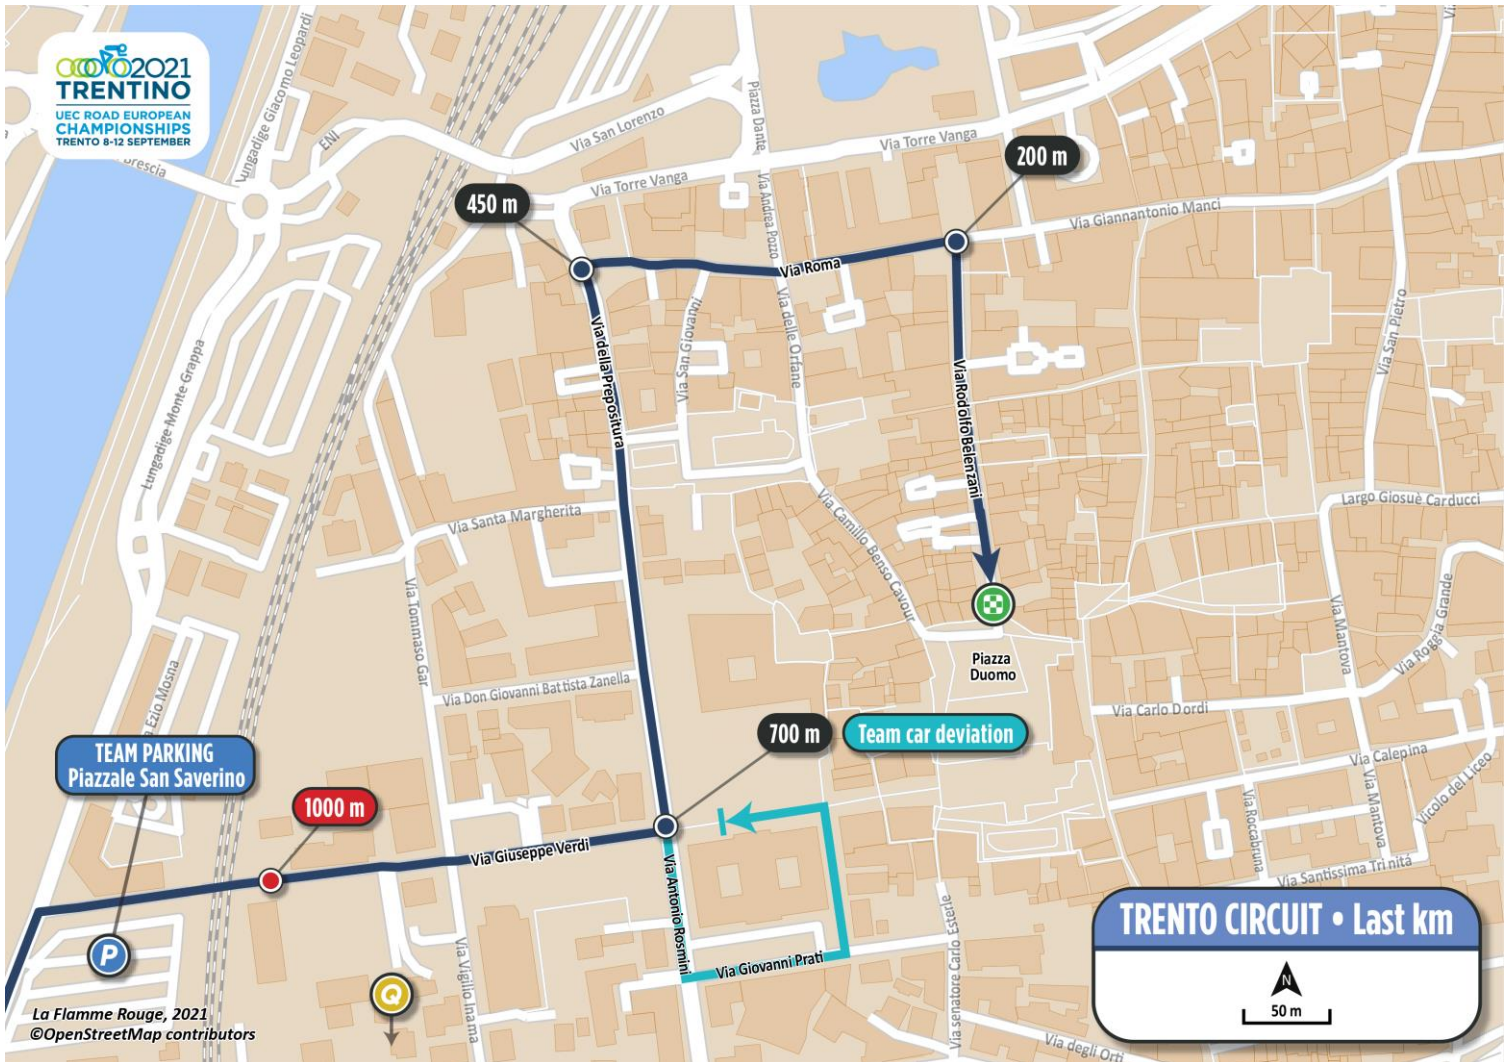 2021
TRENTINO
UEC ROAD EUROPEAN
CHAMPIONSHIPS
TRENTO 8-12 SEPTEMBER
Brescia
Lungadige Giacomo Leopardi
ENI
Via San Lorenzo
Piazza Dante
Via Torre Vanga
Via Torre Vanga
200 m
450 m
Via Andrea Pozzo
Via Giannantonio Manci
Via Roma
Via della Prepositura
Via San Giovanni
Via delle Orfane
Via Rodolfo Belenzani
Via San Pietro
Lungadige Monte Grappa
Via Santa Margherita
Via Camillo Benso Cavour
Largo Giosuè Carducci
Via Tommaso Gar
Via Mantova
Via Roggia Grande
Piazza
Duomo
Via Ezio Mosna
Via Don Giovanni Battista Zanella
Via Carlo Dordi
700 m
Team car deviation
TEAM PARKING
Piazzale San Saverino
1000 m
Via Calepina
Via Mantova
Vicolo del Liceo
Via Roccabruna
Via Giuseppe Verdi
Via Antonio Rosmini
Via Santissima Trinitá
Via Giovanni Prati
Via senatore Carlo Esterle
Via Vigilio Inama
P
Q
TRENTO CIRCUIT • Last km
N
50 m
La Flamme Rouge, 2021
©OpenStreetMap contributors
Via degli Orti